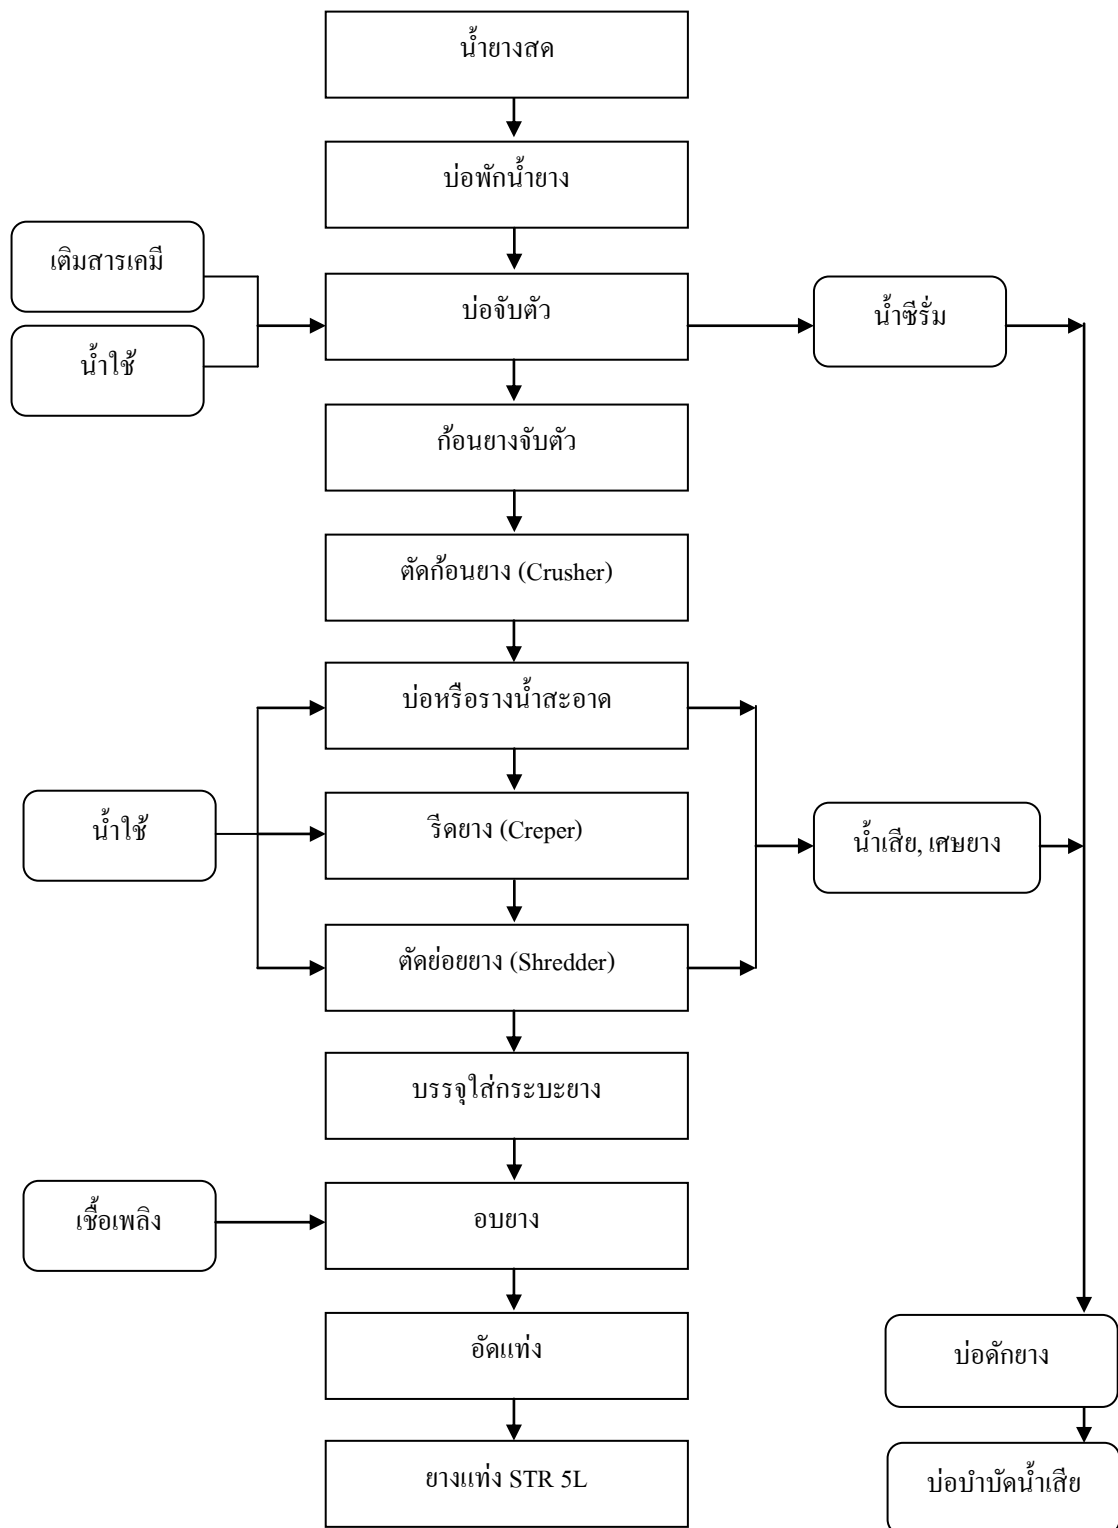 น้ำยางสด
บ่อพักน้ำยาง
เติมสารเคมี
น้ำใช้
บ่อจับตัว
น้ำซีรั่ม
ก้อนยางจับตัว
ตัดก้อนยาง (Crusher)
บ่อหรือรางน้ำสะอาด
น้ำใช้
รีดยาง (Creper)
น้ำเสีย, เศษยาง
ตัดย่อยยาง (Shredder)
บรรจุใส่กระบะยาง
เชื้อเพลิง
อบยาง
อัดแท่ง
บ่อดักยาง
ยางแท่ง STR 5L
บ่อบำบัดน้ำเสีย